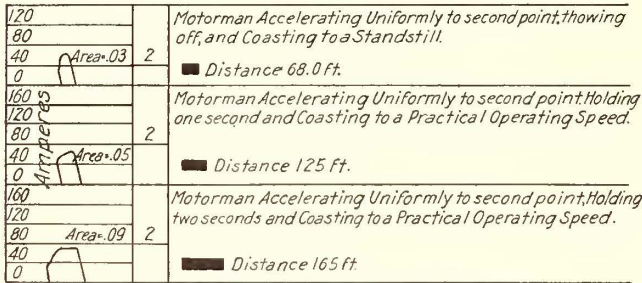 120
80
40 Area=.03 2
0
Motorman Accelerating Uniformly to second point, thowing
off, and Coasting to a Standstill.
Distance 68.0 ft.
Amperes
160
120
80
40 Area=.05 2
0
Motorman Accelerating Uniformly to second point. Holding
one second and Coasting to a Practical Operating Speed.
Distance 125 ft.
160
120
80 Area=.09 2
40
0
Motorman Accelerating Uniformly to second point, Holding
two seconds and Coasting to a Practical Operating Speed.
Distance 165 ft.